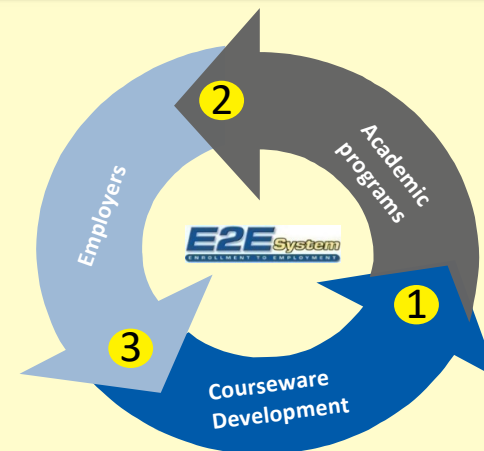 2
Academic
programs
Employers
E2E System
ENROLLMENT TO EMPLOYMENT
1
3
Courseware
Development